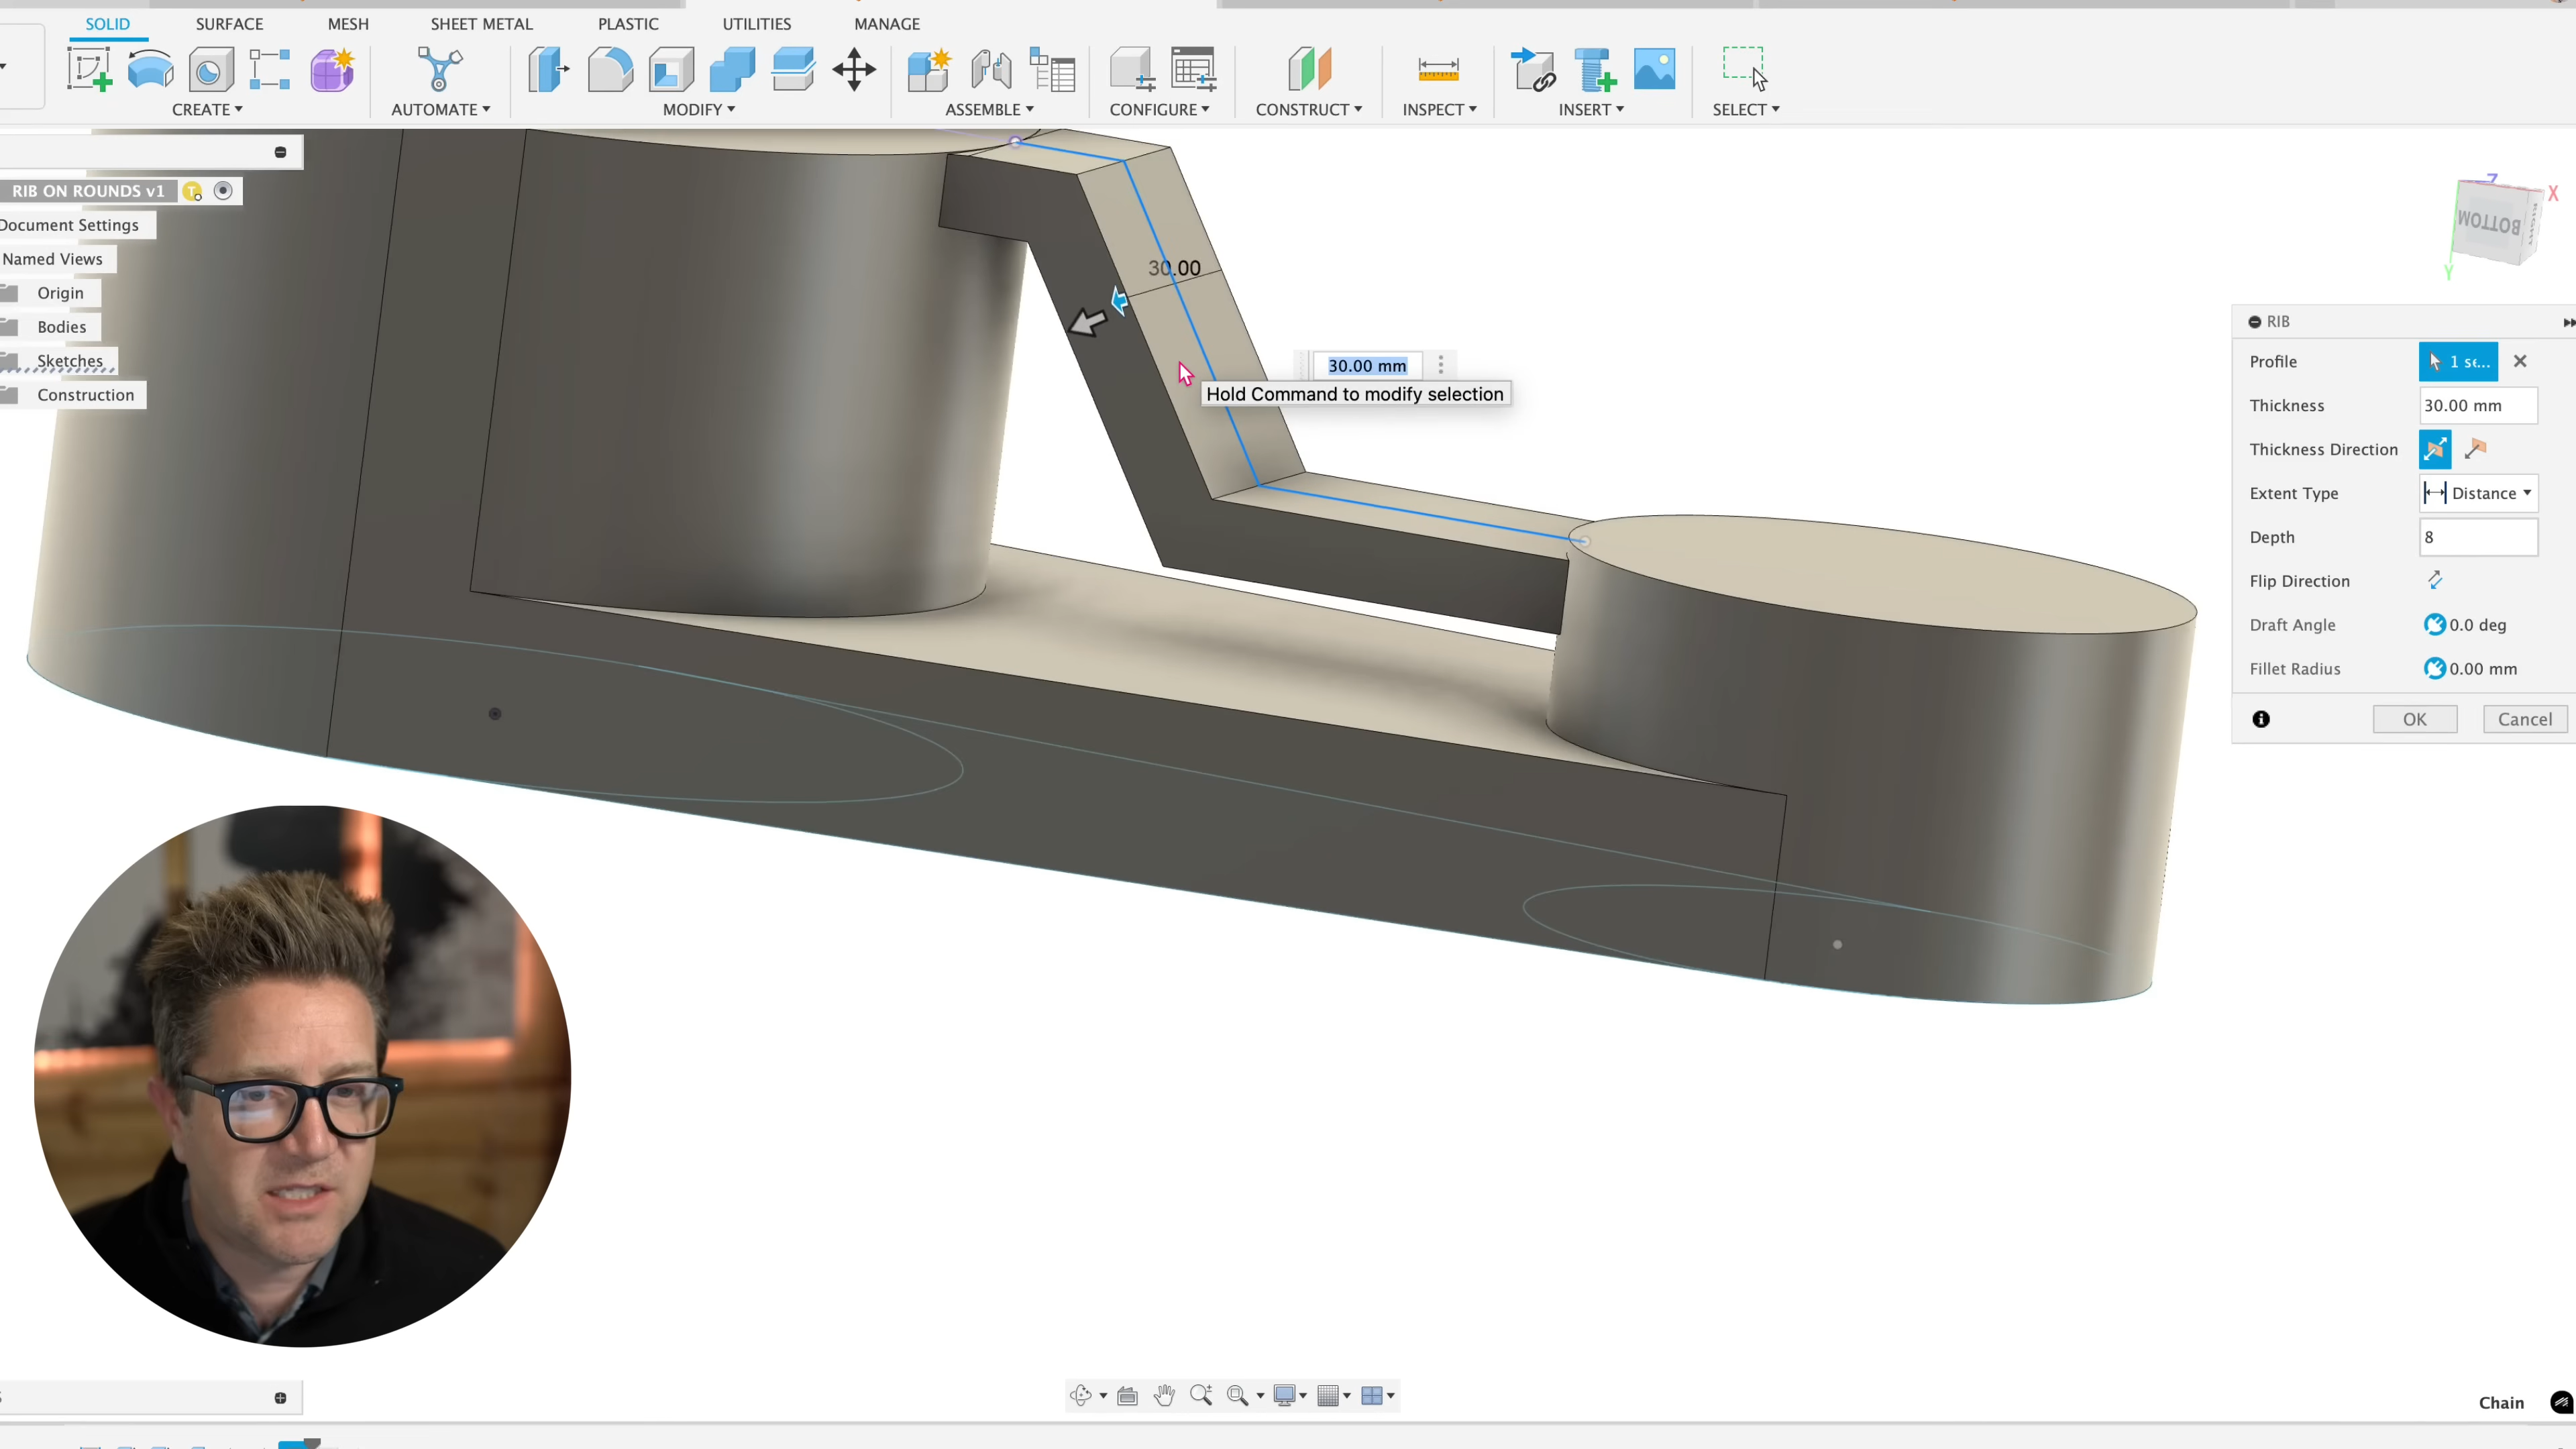 SOLID SURFACE MESH SHEET METAL PLASTIC UTILITIES MANAGE
CREATE AUTOMATE MODIFY ASSEMBLE CONFIGURE CONSTRUCT INSPECT INSERT SELECT
RIB ON ROUNDS v1
Document Settings
Named Views
Origin
Bodies
Sketches
Construction
30.00
30.00 mm
Hold Command to modify selection
Z
X
Y
BOTTOM
RIGHT
RIB
Profile 1 se...
Thickness 30.00 mm
Thickness Direction
Extent Type Distance
Depth 8
Flip Direction
Draft Angle 0.0 deg
Fillet Radius 0.00 mm
OK Cancel
Chain